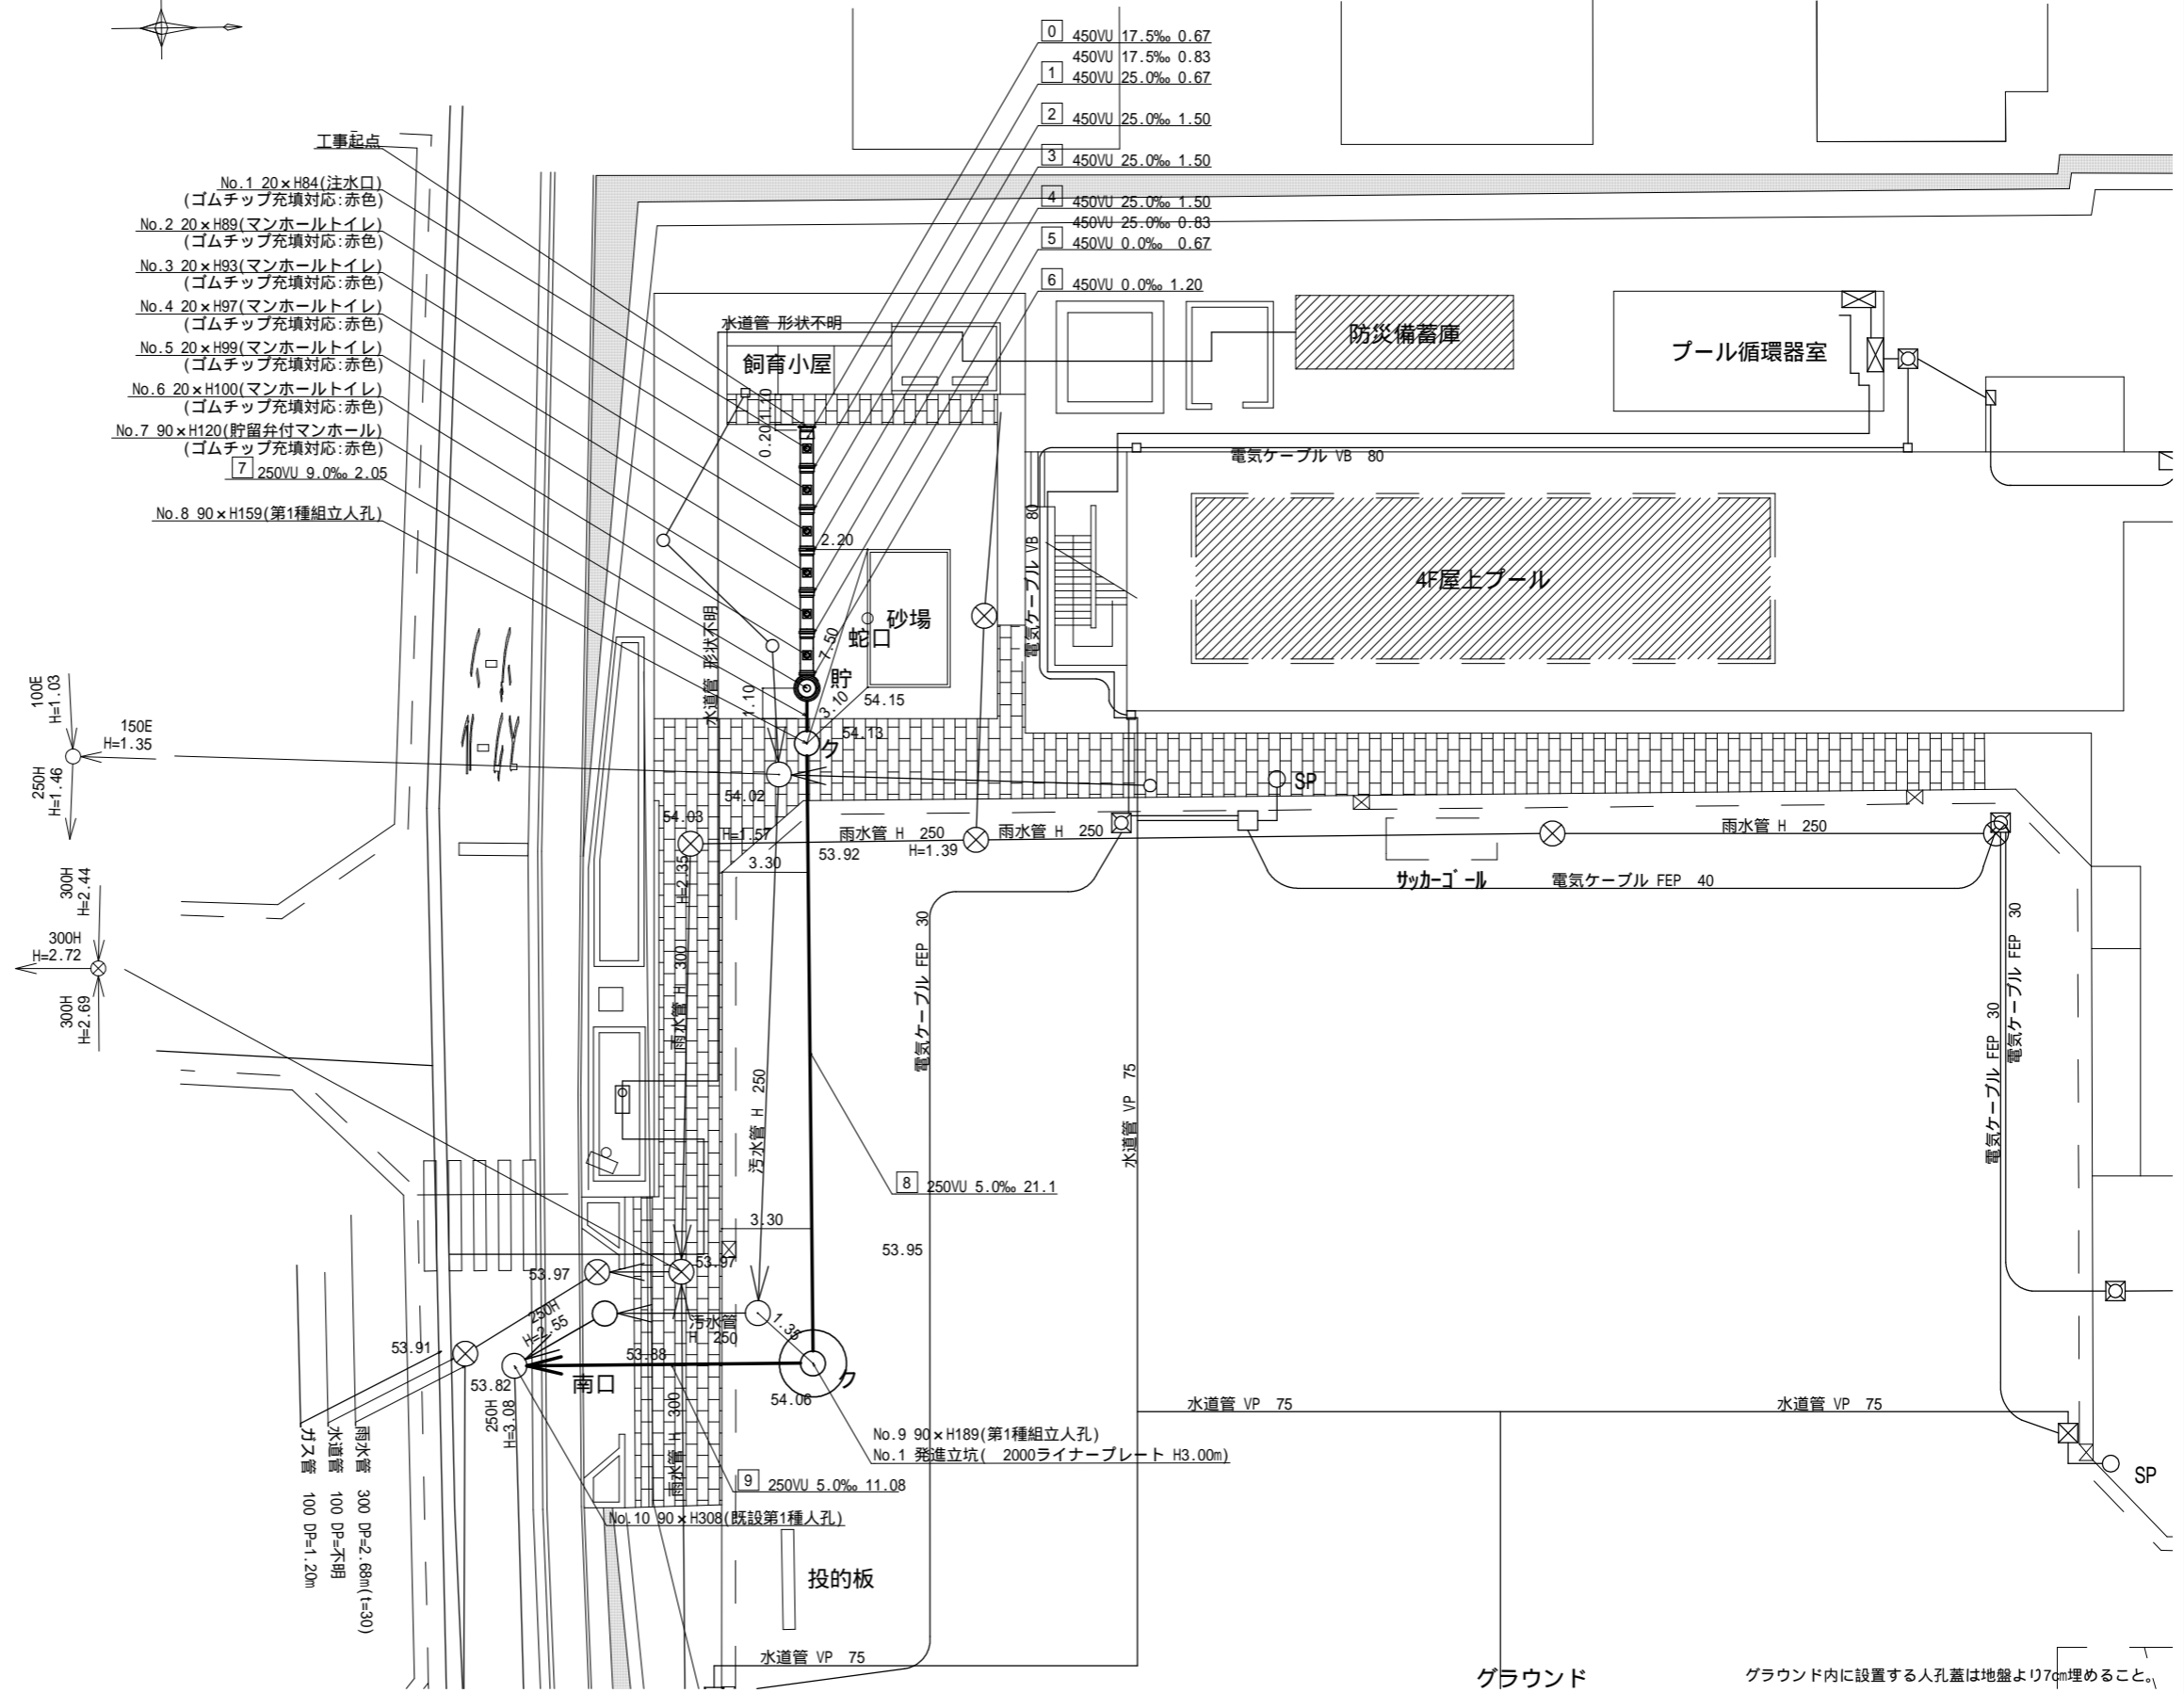 0 450VU 17.5‰ 0.67
450VU 17.5‰ 0.83
1 450VU 25.0‰ 0.67
2 450VU 25.0‰ 1.50
3 450VU 25.0‰ 1.50
4 450VU 25.0‰ 1.50
450VU 25.0‰ 0.83
5 450VU 0.0‰ 0.67
6 450VU 0.0‰ 1.20
工事起点
No.1 20×H84(注水口)
(ゴムチップ充填対応:赤色)
No.2 20×H89(マンホールトイレ)
(ゴムチップ充填対応:赤色)
No.3 20×H93(マンホールトイレ)
(ゴムチップ充填対応:赤色)
No.4 20×H97(マンホールトイレ)
(ゴムチップ充填対応:赤色)
No.5 20×H99(マンホールトイレ)
(ゴムチップ充填対応:赤色)
No.6 20×H100(マンホールトイレ)
(ゴムチップ充填対応:赤色)
No.7 90×H120(貯留弁付マンホール)
(ゴムチップ充填対応:赤色)
7 250VU 9.0‰ 2.05
No.8 90×H159(第1種組立人孔)
水道管 形状不明
飼育小屋
防災備蓄庫
プール循環器室
0.20
1.10
電気ケーブル VB 80
電気ケーブル VB 80
4F屋上プール
2.20
砂場
蛇口
7.50
水道管 形状不明
貯
1.10
3.10
54.15
54.13
ク
100E
H=1.03
150E
H=1.35
250H
H=1.46
54.02
SP
54.03
H=1.57
雨水管 H 250
雨水管 H 250
H=1.39
53.92
3.30
H=2.35
雨水管 H 250
サッカーゴール
電気ケーブル FEP 40
300H
H=2.44
300H
H=2.72
300H
H=2.69
雨水管 H 300
汚水管 H 250
電気ケーブル FEP 30
水道管 VP 75
電気ケーブル FEP 30
電気ケーブル FEP 30
8 250VU 5.0‰ 21.1
3.30
53.95
53.97
53.97
250H
H=2.55
汚水管
H 250
1.35
53.91
53.88
53.82
南口
ク
54.06
250H
H=3.08
雨水管 H 300
水道管 VP 75
水道管 VP 75
No.9 90×H189(第1種組立人孔)
No.1 発進立坑( 2000ライナープレート H3.00m)
9 250VU 5.0‰ 11.08
No.10 90×H308(既設第1種人孔)
SP
ガス管 100 DP=1.20m
水道管 100 DP=不明
雨水管 300 DP=2.68m(t=30)
投的板
水道管 VP 75
グラウンド
グラウンド内に設置する人孔蓋は地盤より7cm埋めること。